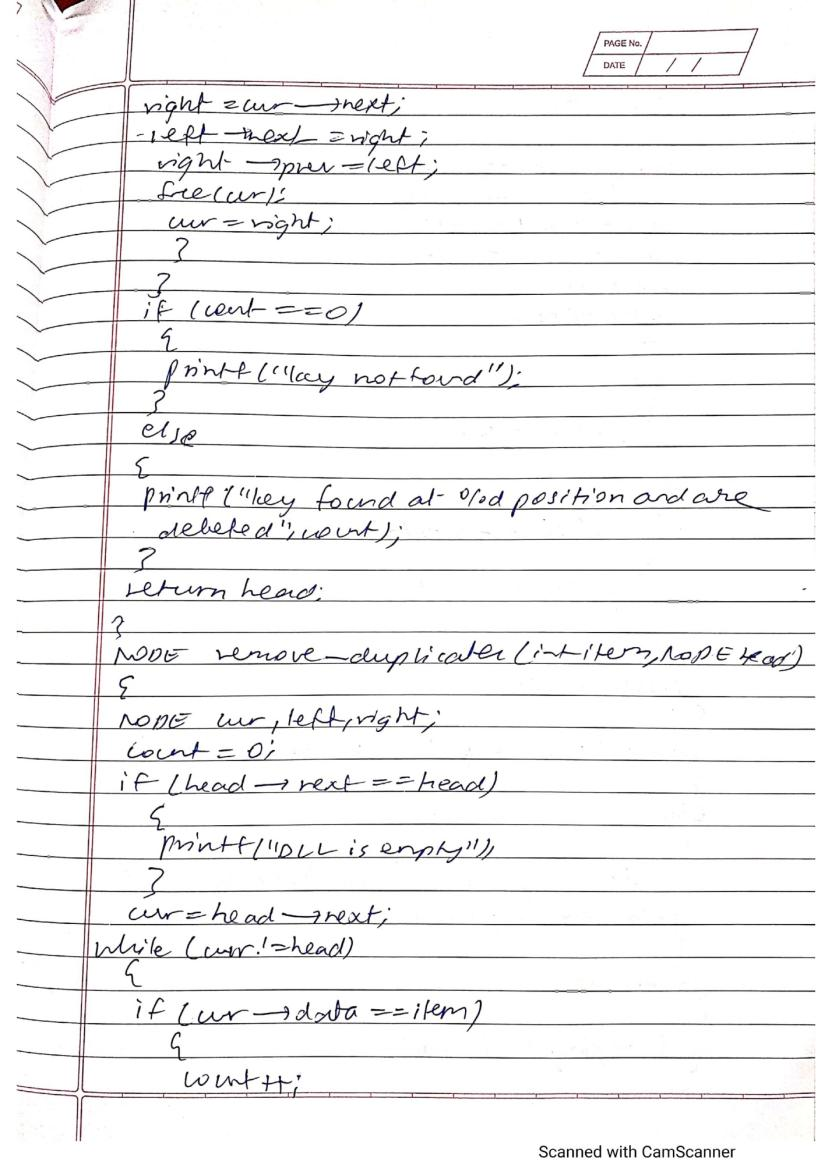 PAGE No.
DATE / /
right = cur →next;
left →next = right;
right →prev = left;
free(cur);
cur = right;
}
}
if (count ==0)
{
printf("key not found");
}
else
{
printf("key found at %d position and are
deleted", count);
}
return head;
}
NODE remove_duplicates (int item, NODE head)
{
NODE cur, left, right;
count = 0;
if (head → next == head)
{
printf("DLL is empty");
}
cur = head →next;
while (cur != head)
{
if (cur →data == item)
{
count++;
Scanned with CamScanner